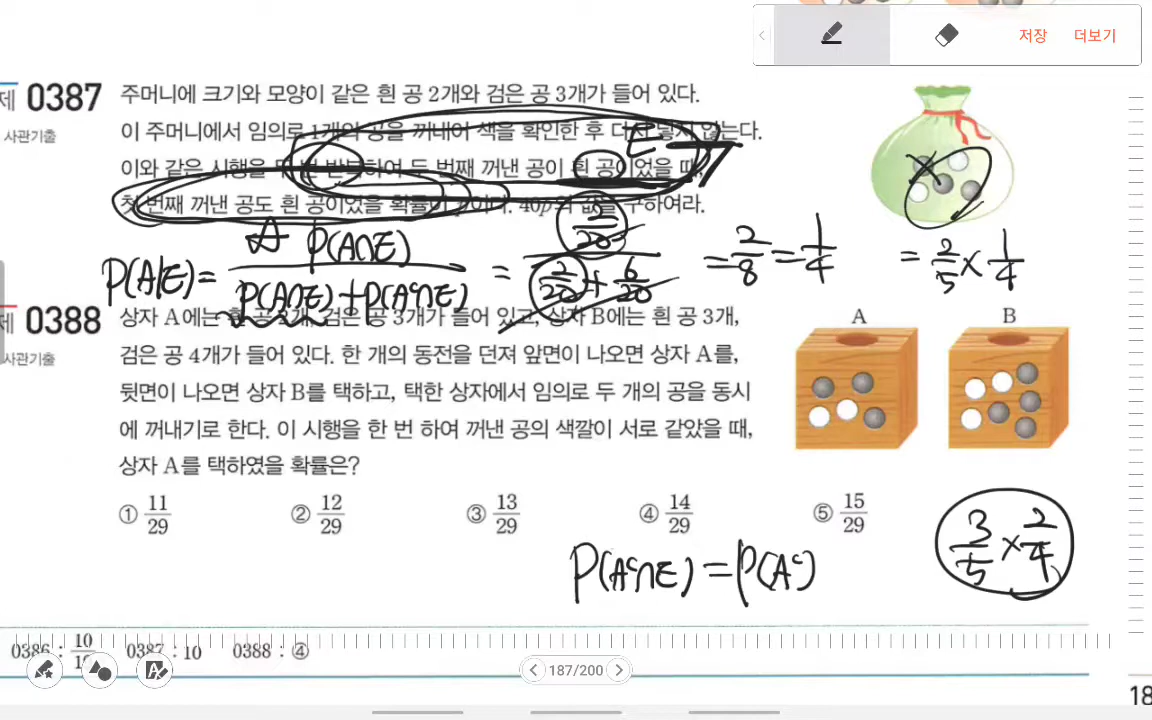 저장 더보기
제 0387 주머니에 크기와 모양이 같은 흰 공 2개와 검은 공 3개가 들어 있다.
사관기출 이 주머니에서 임의로 1개의 공을 꺼내어 색을 확인한 후 다시 넣지 않는다.
이와 같은 시행을 두 번 반복하여 두 번째 꺼낸 공이 흰 공이었을 때,
첫 번째 꺼낸 공도 흰 공이었을 확률이 p이다. 40p의 값을 구하여라.
E
A
P(A|E) = P(A∩E) / P(A∩E) + P(Aᶜ∩E) = 2/20 / 2/20 + 6/20 = 2/8 = 1/4 = 2/5 × 1/4
제 0388 상자 A에는 흰 공 2개, 검은 공 3개가 들어 있고, 상자 B에는 흰 공 3개,
사관기출 검은 공 4개가 들어 있다. 한 개의 동전을 던져 앞면이 나오면 상자 A를,
뒷면이 나오면 상자 B를 택하고, 택한 상자에서 임의로 두 개의 공을 동시
에 꺼내기로 한다. 이 시행을 한 번 하여 꺼낸 공의 색깔이 서로 같았을 때,
상자 A를 택하였을 확률은?
A B
① 11/29 ② 12/29 ③ 13/29 ④ 14/29 ⑤ 15/29
P(Aᶜ∩E) = P(Aᶜ) 3/5 × 2/4
0386 : 0387 : 10 0388 : ④
187/200
18